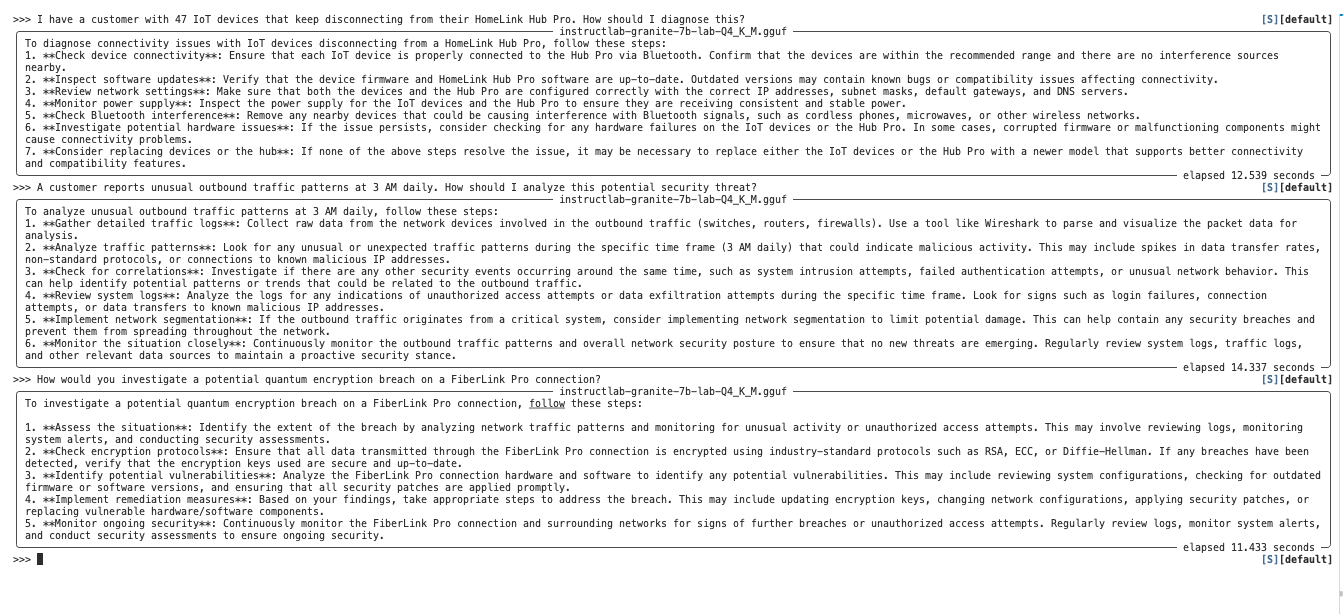 >>> I have a customer with 47 IoT devices that keep disconnecting from their HomeLink Hub Pro. How should I diagnose this? [S][default]
instructlab-granite-7b-lab-Q4_K_M.gguf
To diagnose connectivity issues with IoT devices disconnecting from a HomeLink Hub Pro, follow these steps:
1. **Check device connectivity**: Ensure that each IoT device is properly connected to the Hub Pro via Bluetooth. Confirm that the devices are within the recommended range and there are no interference sources
nearby.
2. **Inspect software updates**: Verify that the device firmware and HomeLink Hub Pro software are up-to-date. Outdated versions may contain known bugs or compatibility issues affecting connectivity.
3. **Review network settings**: Make sure that both the devices and the Hub Pro are configured correctly with the correct IP addresses, subnet masks, default gateways, and DNS servers.
4. **Monitor power supply**: Inspect the power supply for the IoT devices and the Hub Pro to ensure they are receiving consistent and stable power.
5. **Check Bluetooth interference**: Remove any nearby devices that could be causing interference with Bluetooth signals, such as cordless phones, microwaves, or other wireless networks.
6. **Investigate potential hardware issues**: If the issue persists, consider checking for any hardware failures on the IoT devices or the Hub Pro. In some cases, corrupted firmware or malfunctioning components might
cause connectivity problems.
7. **Consider replacing devices or the hub**: If none of the above steps resolve the issue, it may be necessary to replace either the IoT devices or the Hub Pro with a newer model that supports better connectivity
and compatibility features.
elapsed 12.539 seconds
>>> A customer reports unusual outbound traffic patterns at 3 AM daily. How should I analyze this potential security threat? [S][default]
instructlab-granite-7b-lab-Q4_K_M.gguf
To analyze unusual outbound traffic patterns at 3 AM daily, follow these steps:
1. **Gather detailed traffic logs**: Collect raw data from the network devices involved in the outbound traffic (switches, routers, firewalls). Use a tool like Wireshark to parse and visualize the packet data for
analysis.
2. **Analyze traffic patterns**: Look for any unusual or unexpected traffic patterns during the specific time frame (3 AM daily) that could indicate malicious activity. This may include spikes in data transfer rates,
non-standard protocols, or connections to known malicious IP addresses.
3. **Check for correlations**: Investigate if there are any other security events occurring around the same time, such as system intrusion attempts, failed authentication attempts, or unusual network behavior. This
can help identify potential patterns or trends that could be related to the outbound traffic.
4. **Review system logs**: Analyze the logs for any indications of unauthorized access attempts or data exfiltration attempts during the specific time frame. Look for signs such as login failures, connection
attempts, or data transfers to known malicious IP addresses.
5. **Implement network segmentation**: If the outbound traffic originates from a critical system, consider implementing network segmentation to limit potential damage. This can help contain any security breaches and
prevent them from spreading throughout the network.
6. **Monitor the situation closely**: Continuously monitor the outbound traffic patterns and overall network security posture to ensure that no new threats are emerging. Regularly review system logs, traffic logs,
and other relevant data sources to maintain a proactive security stance.
elapsed 14.337 seconds
>>> How would you investigate a potential quantum encryption breach on a FiberLink Pro connection? [S][default]
instructlab-granite-7b-lab-Q4_K_M.gguf
To investigate a potential quantum encryption breach on a FiberLink Pro connection, follow these steps:
1. **Assess the situation**: Identify the extent of the breach by analyzing network traffic patterns and monitoring for unusual activity or unauthorized access attempts. This may involve reviewing logs, monitoring
system alerts, and conducting security assessments.
2. **Check encryption protocols**: Ensure that all data transmitted through the FiberLink Pro connection is encrypted using industry-standard protocols such as RSA, ECC, or Diffie-Hellman. If any breaches have been
detected, verify that the encryption keys used are secure and up-to-date.
3. **Identify potential vulnerabilities**: Analyze the FiberLink Pro connection hardware and software to identify any potential vulnerabilities. This may include reviewing system configurations, checking for outdated
firmware or software versions, and ensuring that all security patches are applied promptly.
4. **Implement remediation measures**: Based on your findings, take appropriate steps to address the breach. This may include updating encryption keys, changing network configurations, applying security patches, or
replacing vulnerable hardware/software components.
5. **Monitor ongoing security**: Continuously monitor the FiberLink Pro connection and surrounding networks for signs of further breaches or unauthorized access attempts. Regularly review logs, monitor system alerts,
and conduct security assessments to ensure ongoing security.
elapsed 11.433 seconds
>>> [S][default]